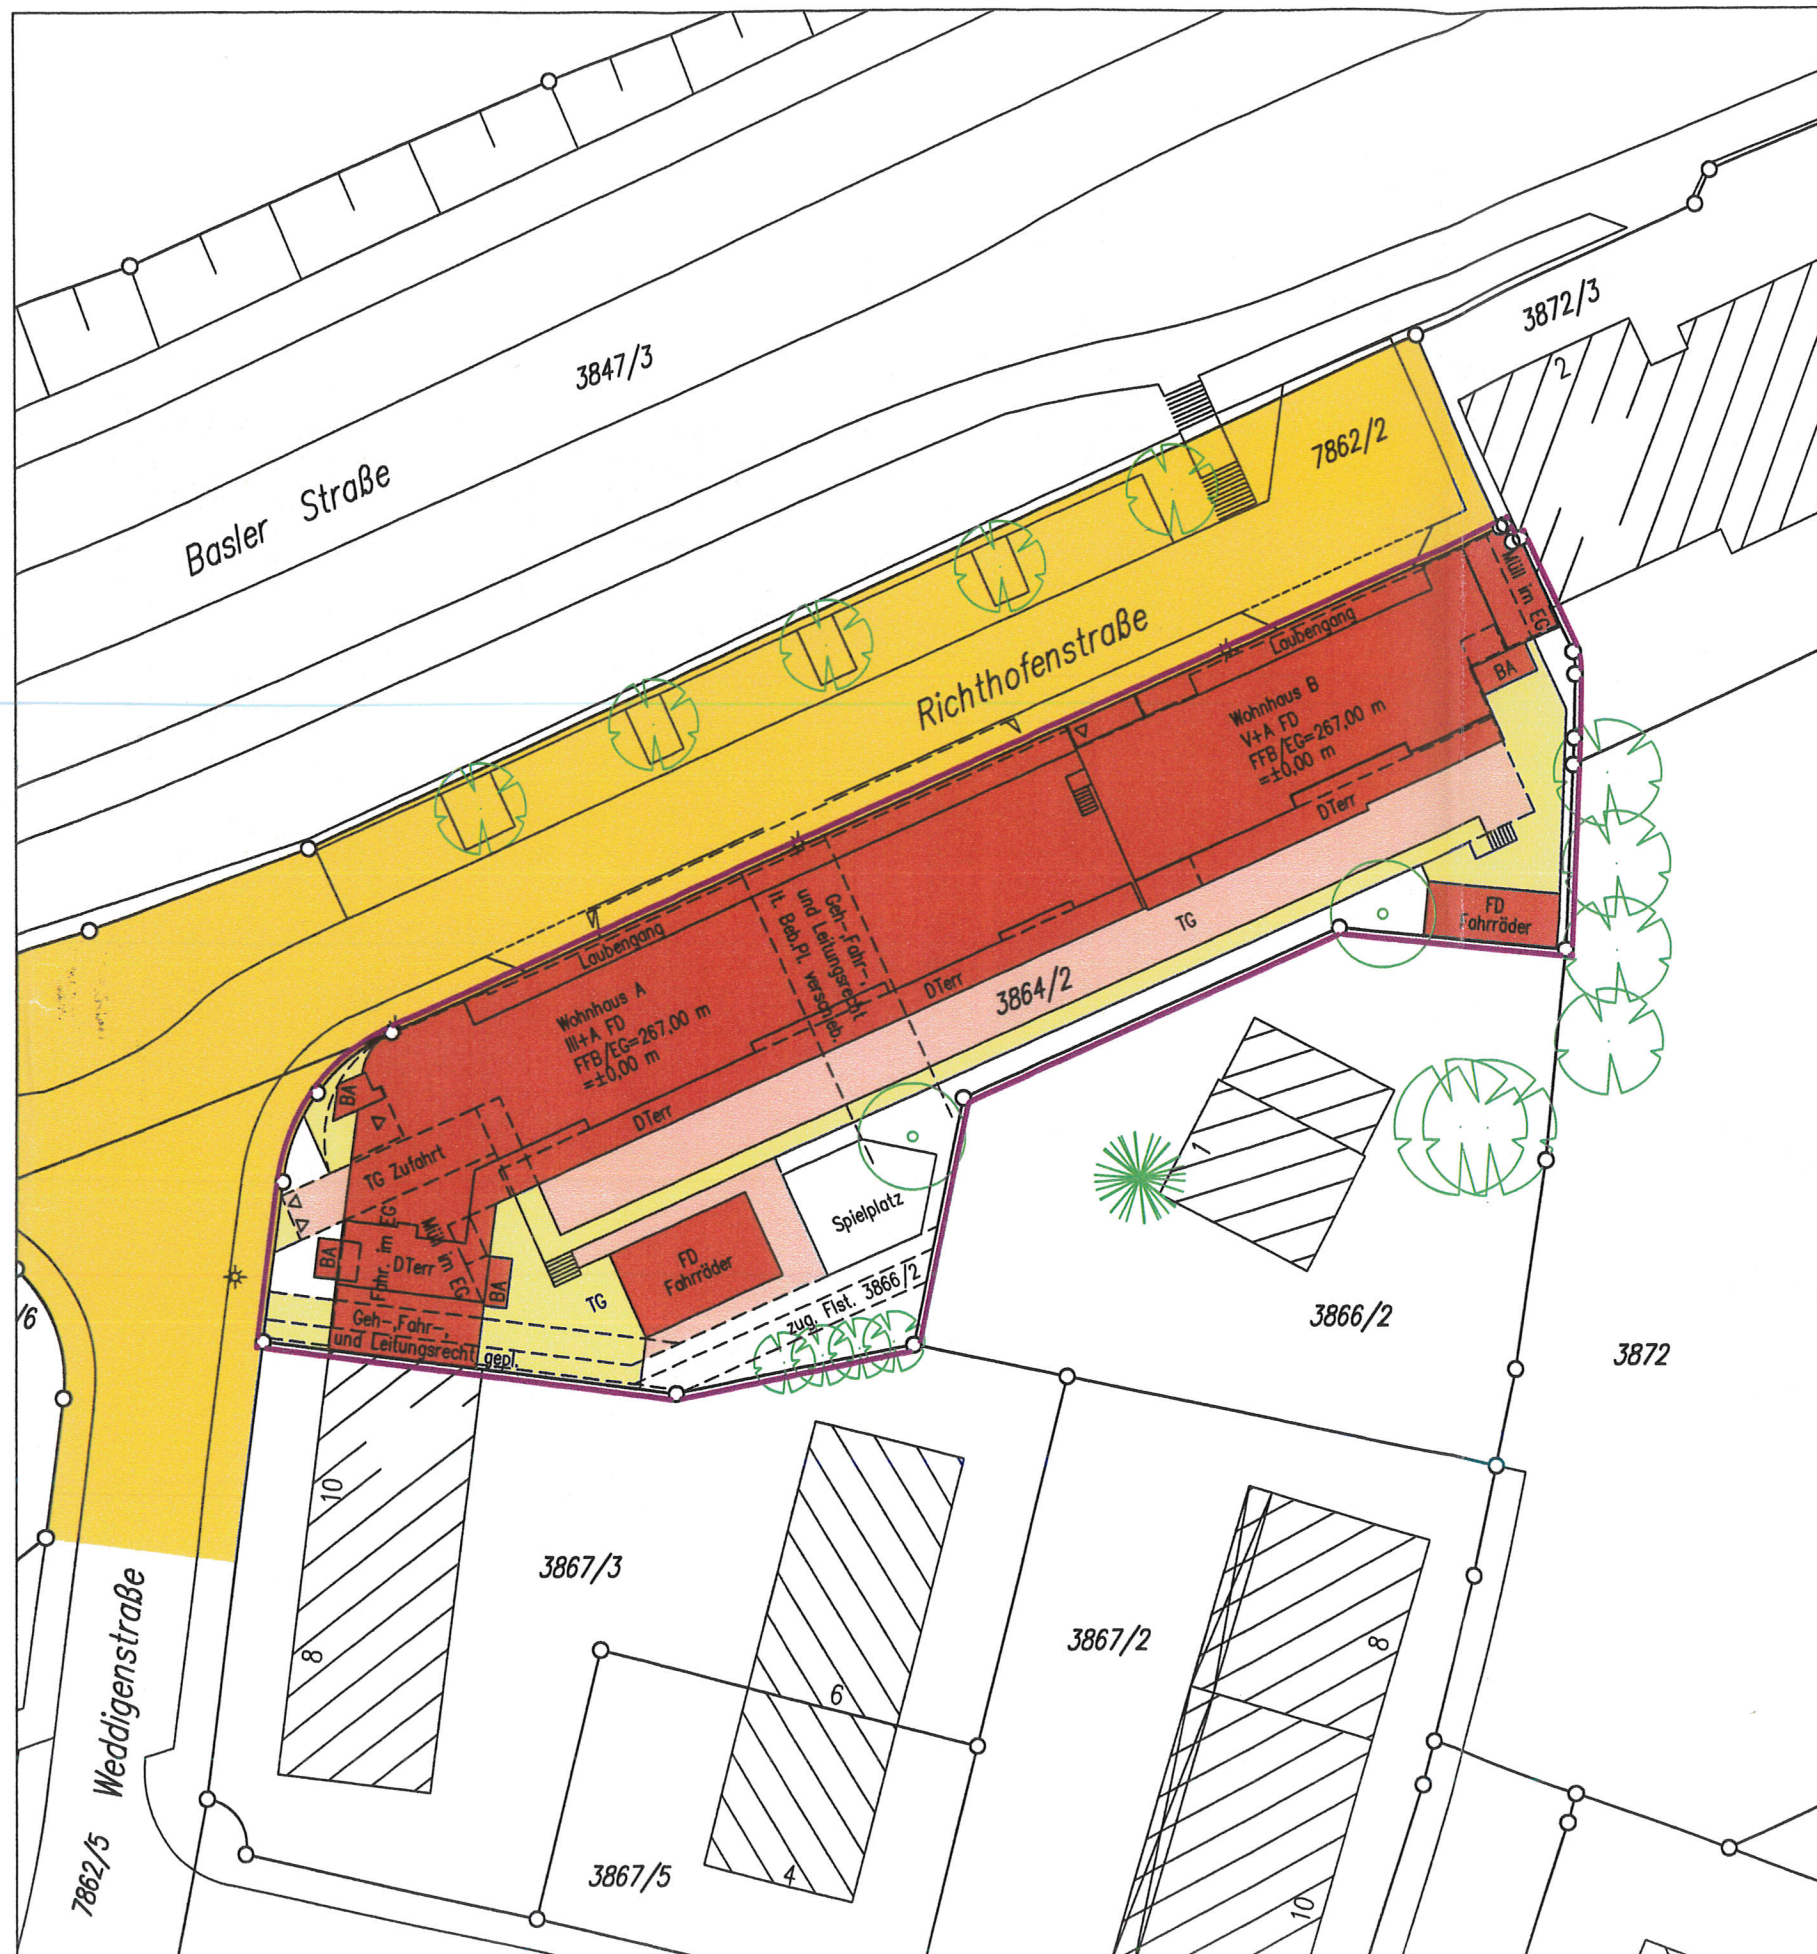 3847/3
Basler Straße
3872/3
2
7862/2
Richthofenstraße
Müll im EG
Laubengang
BA
Wohnhaus B
V+A FD
FFB/EG=267,00 m
=±0,00 m
DTerr
TG
FD
Fahrräder
Geh-,Fahr-,
und Leitungsrecht
lt. Beb.Pl. verschieb.
Laubengang
DTerr
3864/2
Wohnhaus A
III+A FD
FFB/EG=267,00 m
=±0,00 m
DTerr
BA
TG Zufahrt
Fahr. im EG
Müll im EG
BA
DTerr
BA
Geh-,Fahr-,
und Leitungsrecht gepl.
TG
FD
Fahrräder
Spielplatz
zug. Flst. 3866/2
1
3866/2
3872
/6
10
8
3867/3
6
4
3867/2
8
10
3867/5
7862/5 Weddigenstraße